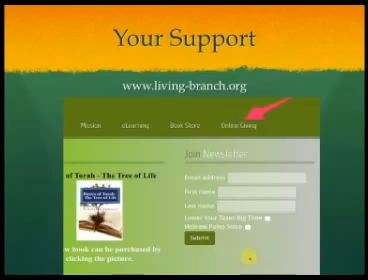 Your Support
www.living-branch.org
Mission eLearning Book Store Online Giving
of Torah - The Tree of Life
w book can be purchased by
clicking the picture.
Join Newsletter
Email address
First name
Last name
Submit